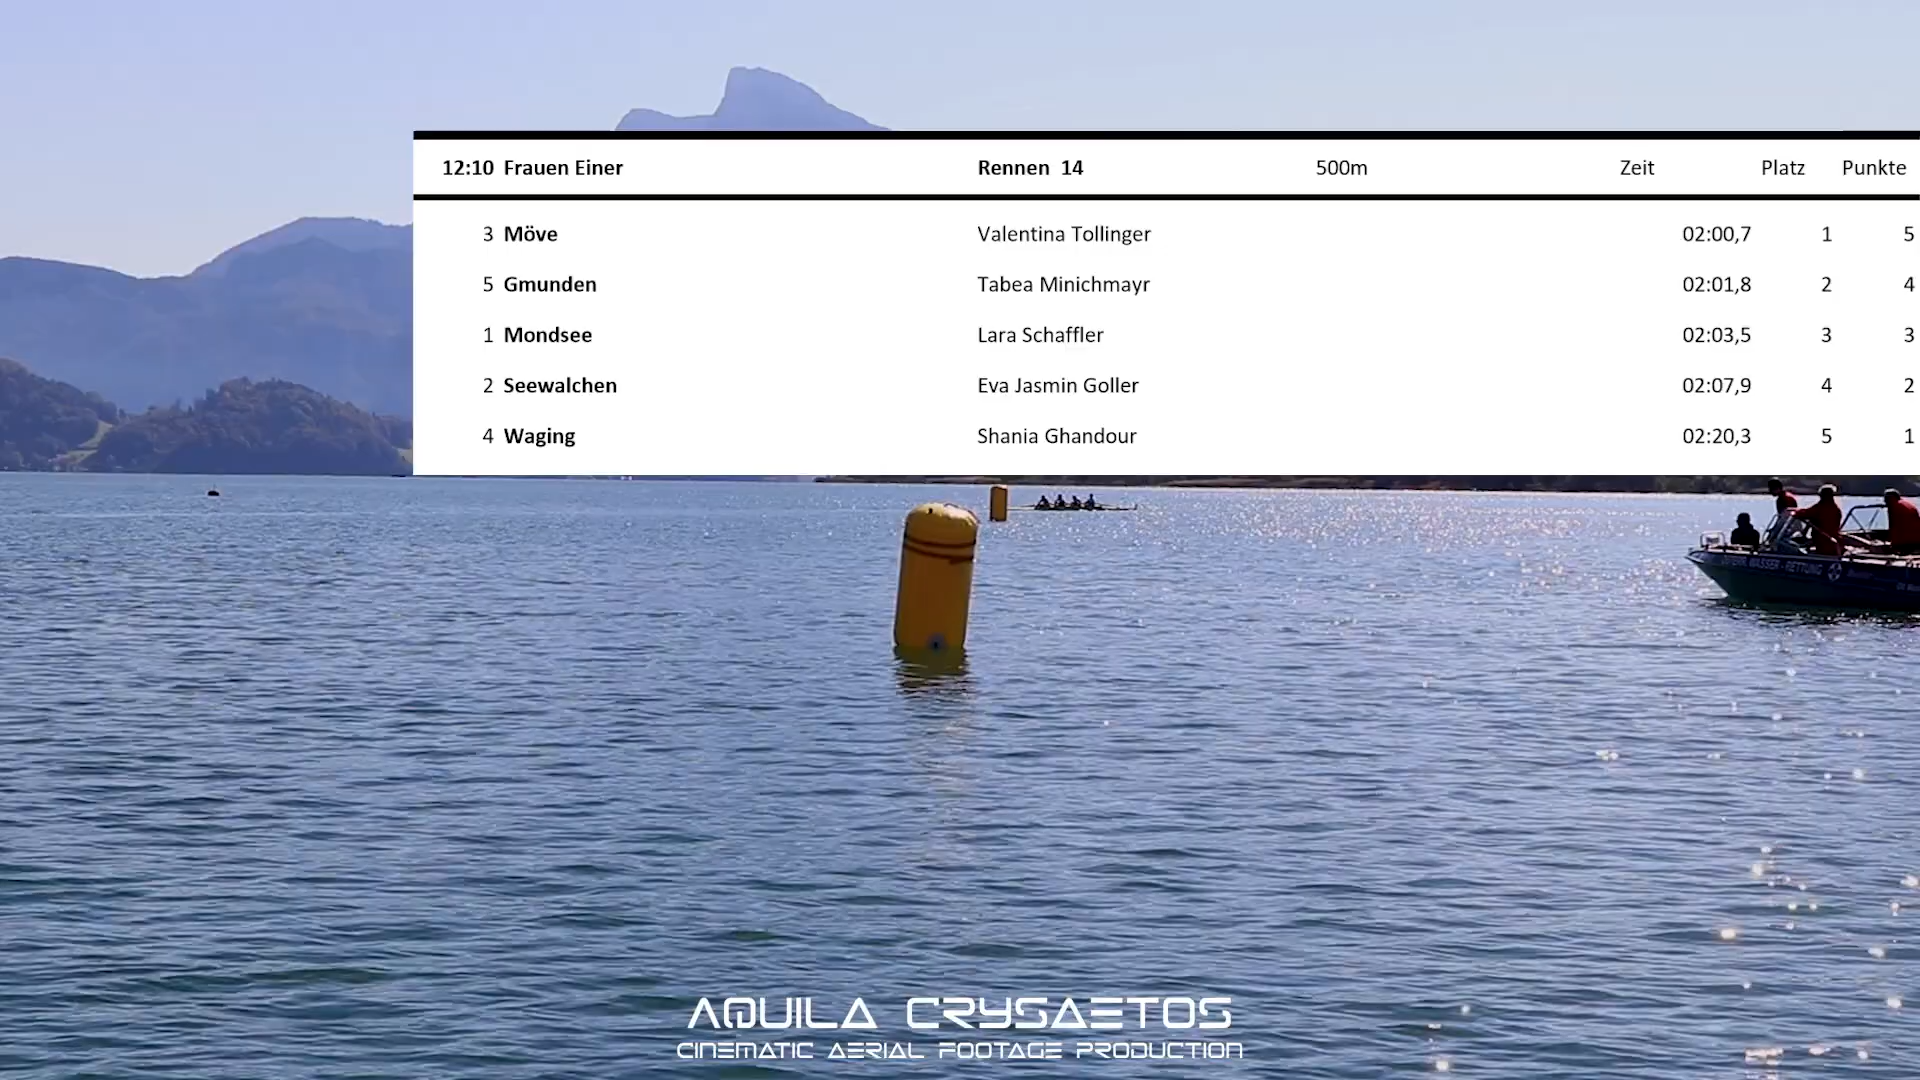 12:10 Frauen Einer Rennen 14 500m Zeit Platz Punkte
3 Möve Valentina Tollinger 02:00,7 1 5
5 Gmunden Tabea Minichmayr 02:01,8 2 4
1 Mondsee Lara Schaffler 02:03,5 3 3
2 Seewalchen Eva Jasmin Goller 02:07,9 4 2
4 Waging Shania Ghandour 02:20,3 5 1
WASSER - RETTUNG
AQUILA CRYSAETOS
CINEMATIC AERIAL FOOTAGE PRODUCTION